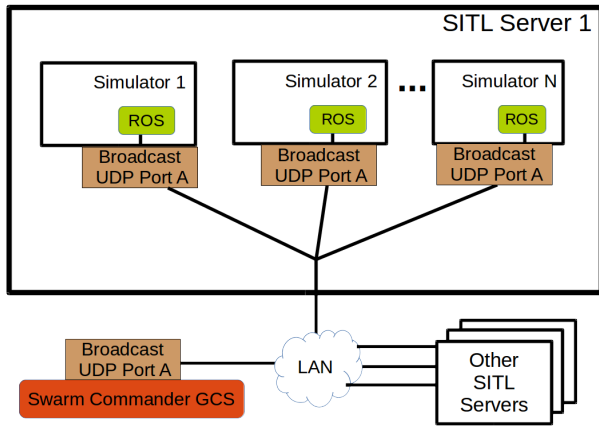 SITL Server 1
Simulator 1
Simulator 2
...
Simulator N
ROS
ROS
ROS
Broadcast
UDP Port A
Broadcast
UDP Port A
Broadcast
UDP Port A
Broadcast
UDP Port A
Swarm Commander GCS
LAN
Other
SITL
Servers